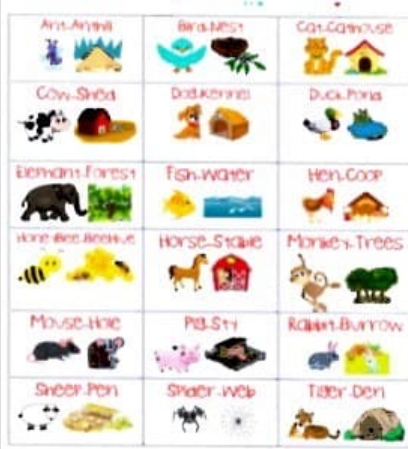 Ant-Anthill
Bird-Nest
Cat-Cathouse
Cow-Shed
Dog-Kennel
Duck-Pond
Elephant-Forest
Fish-Water
Hen-Coop
Honey Bee-Beehive
Horse-Stable
Monkey-Trees
Mouse-Hole
Pig-Sty
Rabbit-Burrow
Sheep-Pen
Spider-Web
Tiger-Den